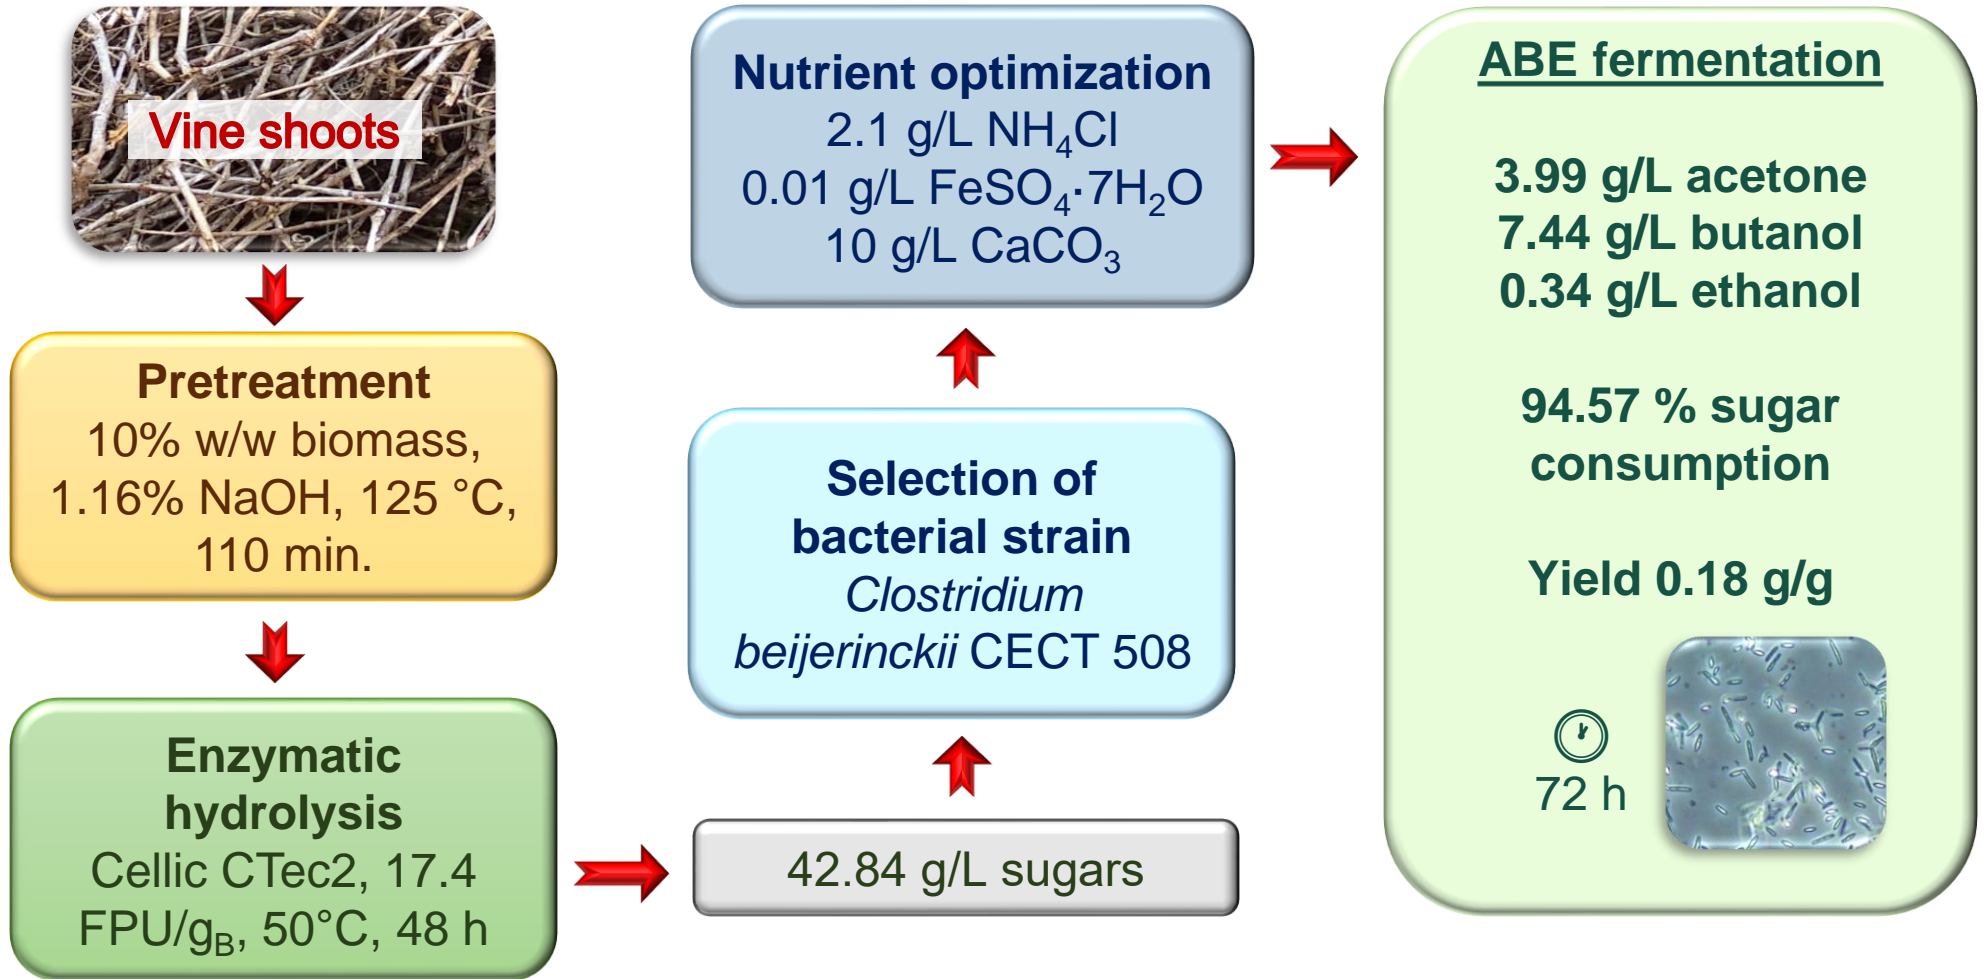 Vine shoots
Pretreatment
10% w/w biomass,
1.16% NaOH, 125 °C,
110 min.
Enzymatic
hydrolysis
Cellic CTec2, 17.4
FPU/g_B, 50°C, 48 h
42.84 g/L sugars
Selection of
bacterial strain
Clostridium
beijerinckii CECT 508
Nutrient optimization
2.1 g/L NH₄Cl
0.01 g/L FeSO₄·7H₂O
10 g/L CaCO₃
ABE fermentation
3.99 g/L acetone
7.44 g/L butanol
0.34 g/L ethanol
94.57 % sugar
consumption
Yield 0.18 g/g
72 h